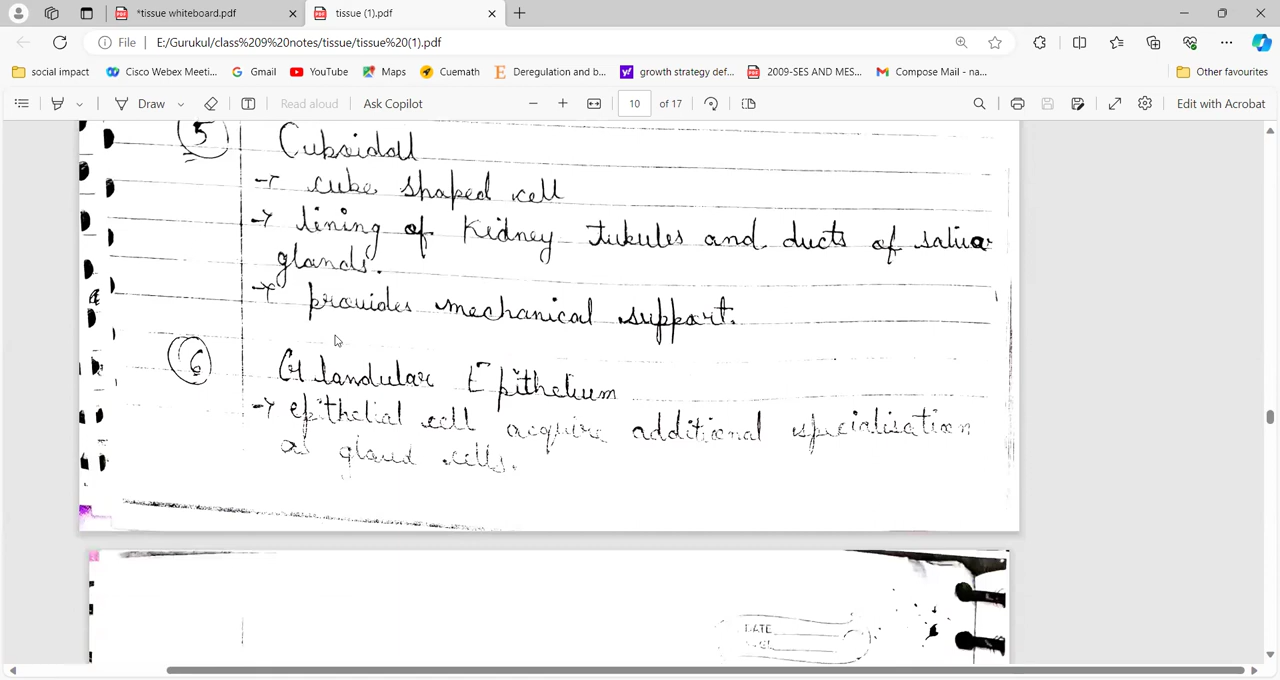 *tissue whiteboard.pdf
tissue (1).pdf
File
E:/Gurukul/class%209%20notes/tissue/tissue%20(1).pdf
social impact
Cisco Webex Meeti...
Gmail
YouTube
Maps
Cuemath
Deregulation and b...
growth strategy def...
2009-SES AND MES...
Compose Mail - na...
Other favourites
Draw
Read aloud
Ask Copilot
10
of 17
Edit with Acrobat
5
Cuboidal
→ cube shaped cell
→ lining of Kidney tubules and ducts of
glands.
→ provides mechanical support.
6
Glandular Epithelium
→ epithelial cell acquire additional specialisation
as gland cells.
DATE